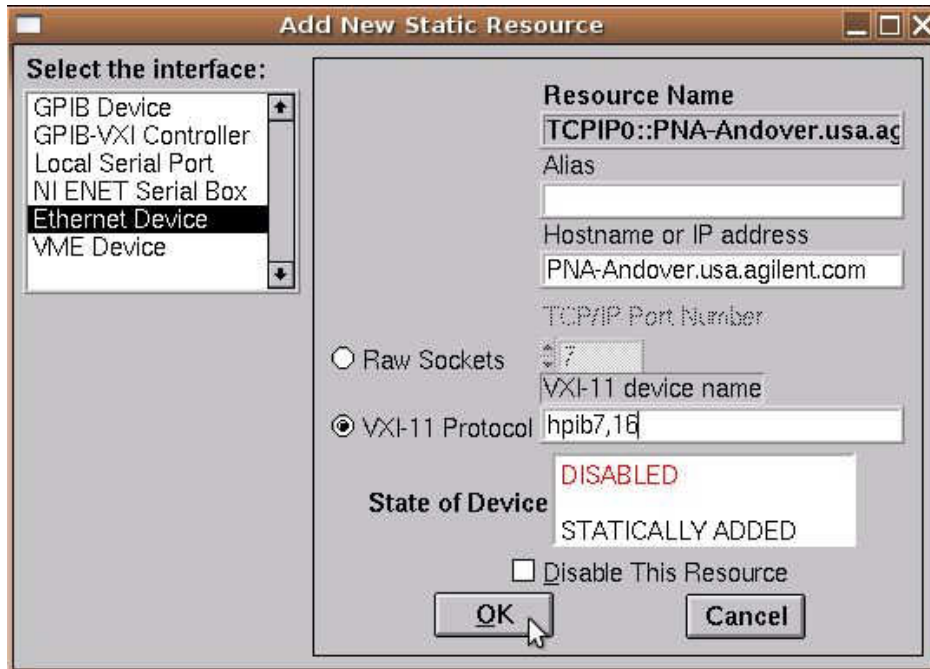 Add New Static Resource
Select the interface:
GPIB Device
GPIB-VXI Controller
Local Serial Port
NI ENET Serial Box
Ethernet Device
VME Device
Resource Name
TCPIP0::PNA-Andover.usa.ag
Alias
Hostname or IP address
PNA-Andover.usa.agilent.com
TCP/IP Port Number
Raw Sockets
7
VXI-11 device name
VXI-11 Protocol
hpib7,16
State of Device
DISABLED
STATICALLY ADDED
Disable This Resource
OK
Cancel